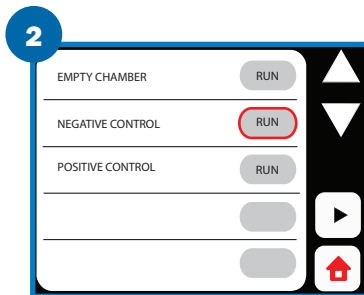 2
EMPTY CHAMBER RUN
NEGATIVE CONTROL RUN
POSITIVE CONTROL RUN